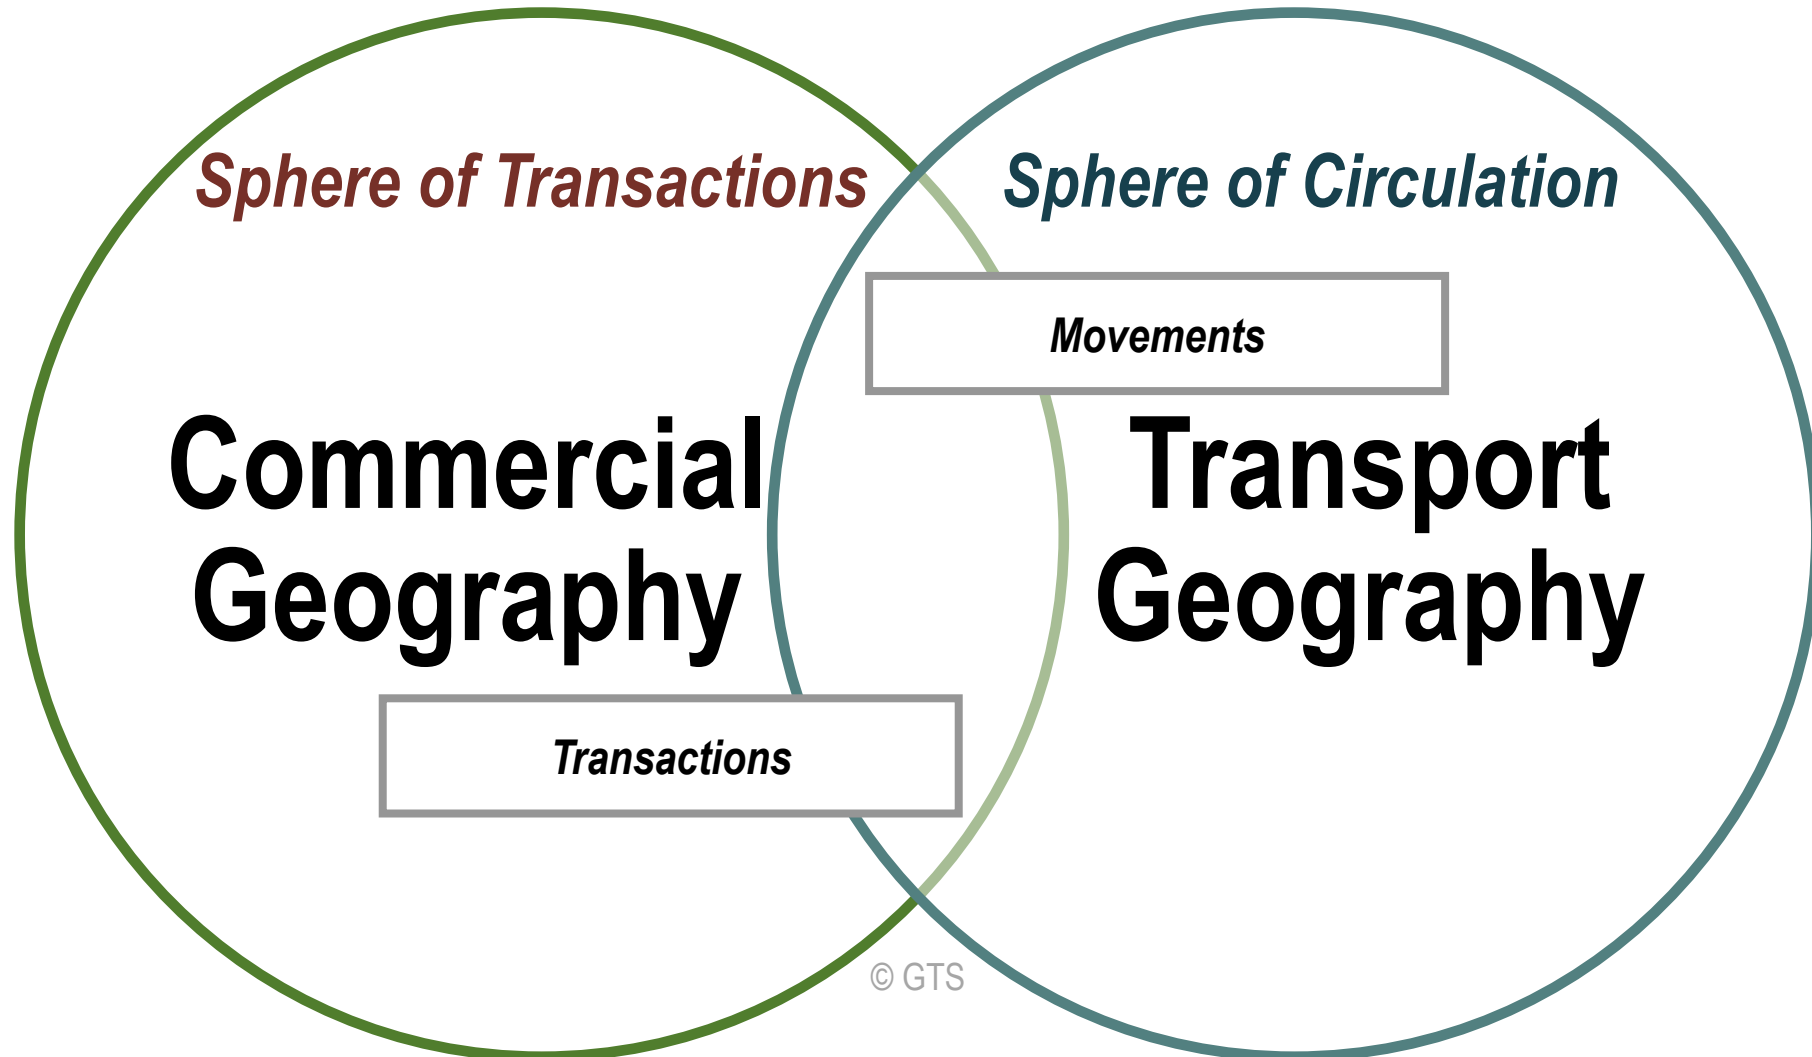 Sphere of Transactions
Sphere of Circulation
Movements
Commercial
Geography
Transport
Geography
Transactions
© GTS